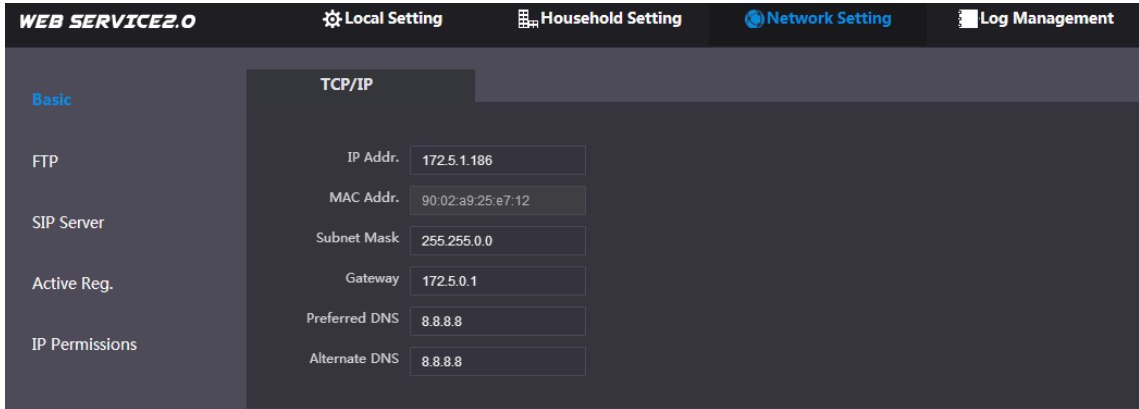 WEB SERVICE2.0 Local Setting Household Setting Network Setting Log Management
TCP/IP
Basic
FTP
SIP Server
Active Reg.
IP Permissions
IP Addr. 172.5.1.186
MAC Addr. 90:02:a9:25:e7:12
Subnet Mask 255.255.0.0
Gateway 172.5.0.1
Preferred DNS 8.8.8.8
Alternate DNS 8.8.8.8